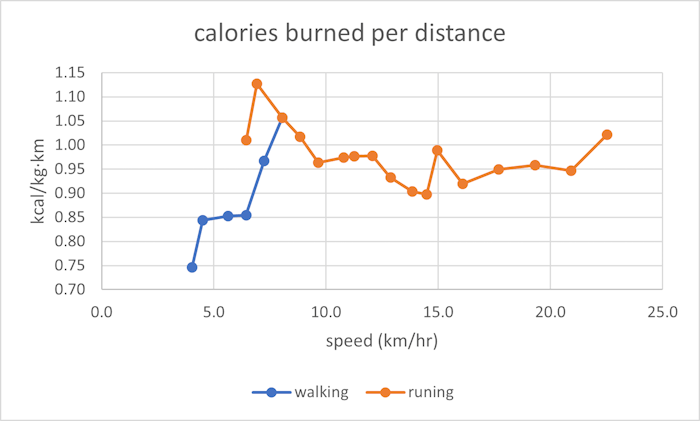 calories burned per distance
1.15
1.10
1.05
1.00
0.95
0.90
0.85
0.80
0.75
0.70
kcal/kg·km
0.0 5.0 10.0 15.0 20.0 25.0
speed (km/hr)
walking runing